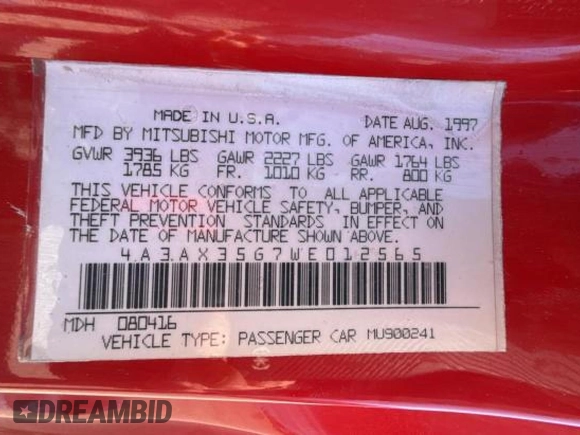 MADE IN U.S.A. DATE AUG. 1997
MFD BY MITSUBISHI MOTOR MFG. OF AMERICA, INC.
GVWR 3936 LBS GAWR 2227 LBS GAWR 1764 LBS
1785 KG FR. 1010 KG RR. 800 KG
THIS VEHICLE CONFORMS TO ALL APPLICABLE
FEDERAL MOTOR VEHICLE SAFETY, BUMPER, AND
THEFT PREVENTION STANDARDS IN EFFECT ON
THE DATE OF MANUFACTURE SHOWN ABOVE.
4A3AX35G7WE012565
MDH 080416
VEHICLE TYPE: PASSENGER CAR MU900241
DREAMBID